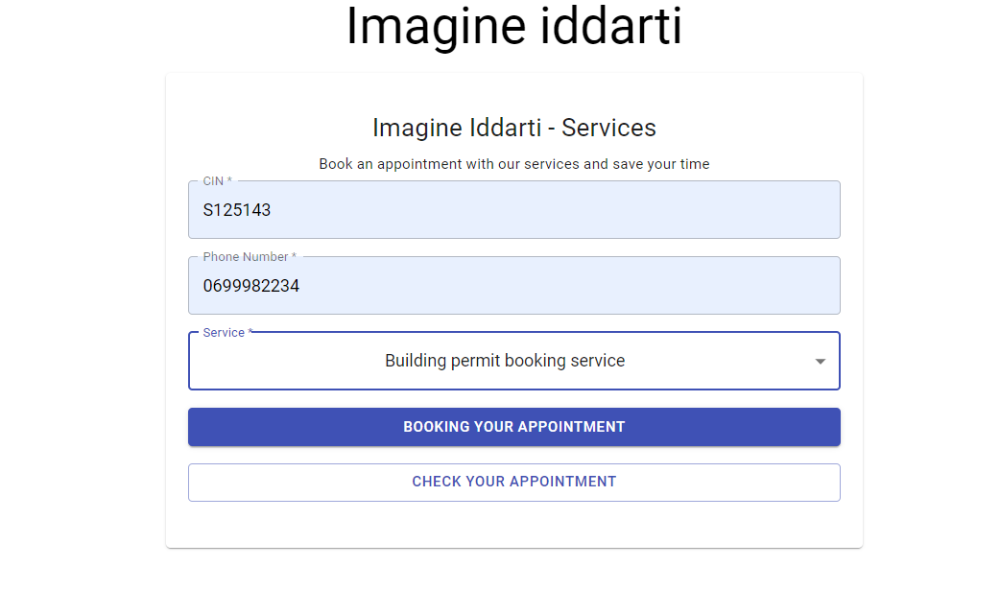 Imagine iddarti
Imagine Iddarti - Services
Book an appointment with our services and save your time
CIN *
S125143
Phone Number *
0699982234
Service *
Building permit booking service
BOOKING YOUR APPOINTMENT
CHECK YOUR APPOINTMENT